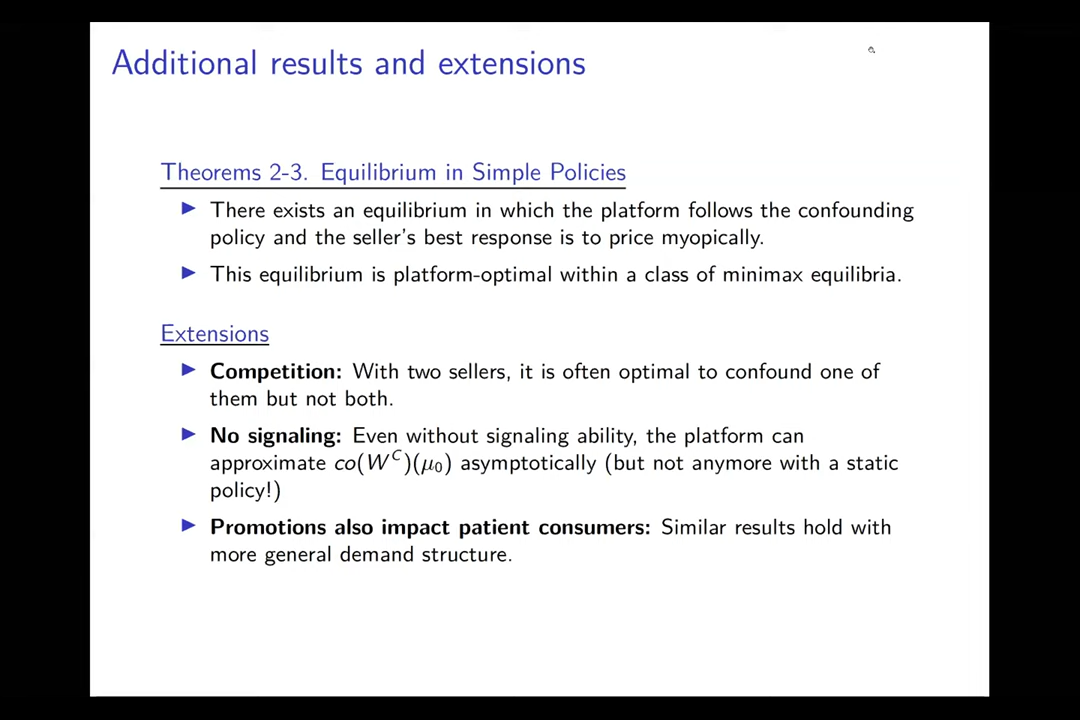 Additional results and extensions
Theorems 2-3. Equilibrium in Simple Policies
▶ There exists an equilibrium in which the platform follows the confounding
policy and the seller's best response is to price myopically.
▶ This equilibrium is platform-optimal within a class of minimax equilibria.
Extensions
▶ Competition: With two sellers, it is often optimal to confound one of
them but not both.
▶ No signaling: Even without signaling ability, the platform can
approximate co(W^C)(μ₀) asymptotically (but not anymore with a static
policy!)
▶ Promotions also impact patient consumers: Similar results hold with
more general demand structure.